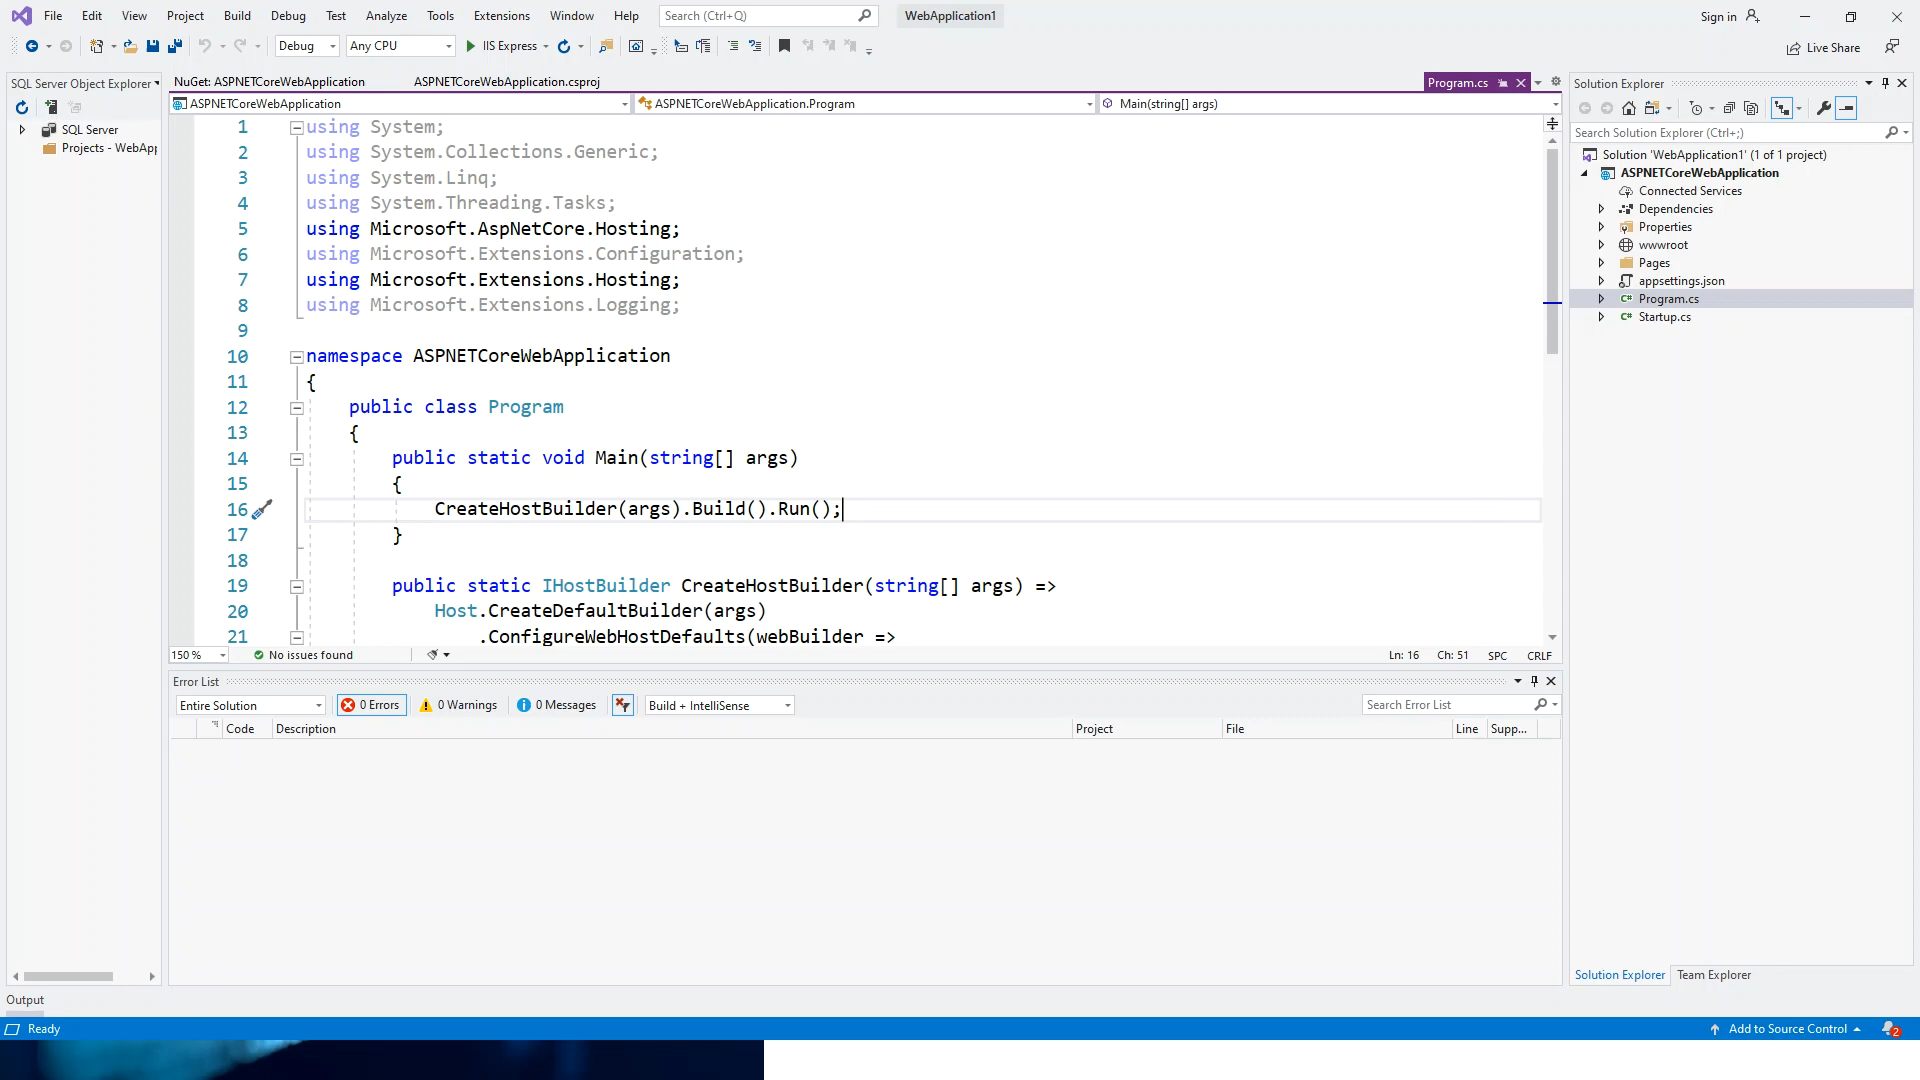 File Edit View Project Build Debug Test Analyze Tools Extensions Window Help Search (Ctrl+Q) WebApplication1 Sign in
Debug Any CPU IIS Express Live Share
SQL Server Object Explorer
SQL Server
Projects - WebApp
NuGet: ASPNETCoreWebApplication ASPNETCoreWebApplication.csproj Program.cs
ASPNETCoreWebApplication ASPNETCoreWebApplication.Program Main(string[] args)
1 using System;
2 using System.Collections.Generic;
3 using System.Linq;
4 using System.Threading.Tasks;
5 using Microsoft.AspNetCore.Hosting;
6 using Microsoft.Extensions.Configuration;
7 using Microsoft.Extensions.Hosting;
8 using Microsoft.Extensions.Logging;
9
10 namespace ASPNETCoreWebApplication
11 {
12 public class Program
13 {
14 public static void Main(string[] args)
15 {
16 CreateHostBuilder(args).Build().Run();
17 }
18
19 public static IHostBuilder CreateHostBuilder(string[] args) =>
20 Host.CreateDefaultBuilder(args)
21 .ConfigureWebHostDefaults(webBuilder =>
150 % No issues found Ln: 16 Ch: 51 SPC CRLF
Error List
Entire Solution 0 Errors 0 Warnings 0 Messages Build + IntelliSense Search Error List
Code Description Project File Line Supp...
Solution Explorer
Search Solution Explorer (Ctrl+;)
Solution 'WebApplication1' (1 of 1 project)
ASPNETCoreWebApplication
Connected Services
Dependencies
Properties
wwwroot
Pages
appsettings.json
C# Program.cs
C# Startup.cs
Solution Explorer Team Explorer
Output
Ready Add to Source Control 2